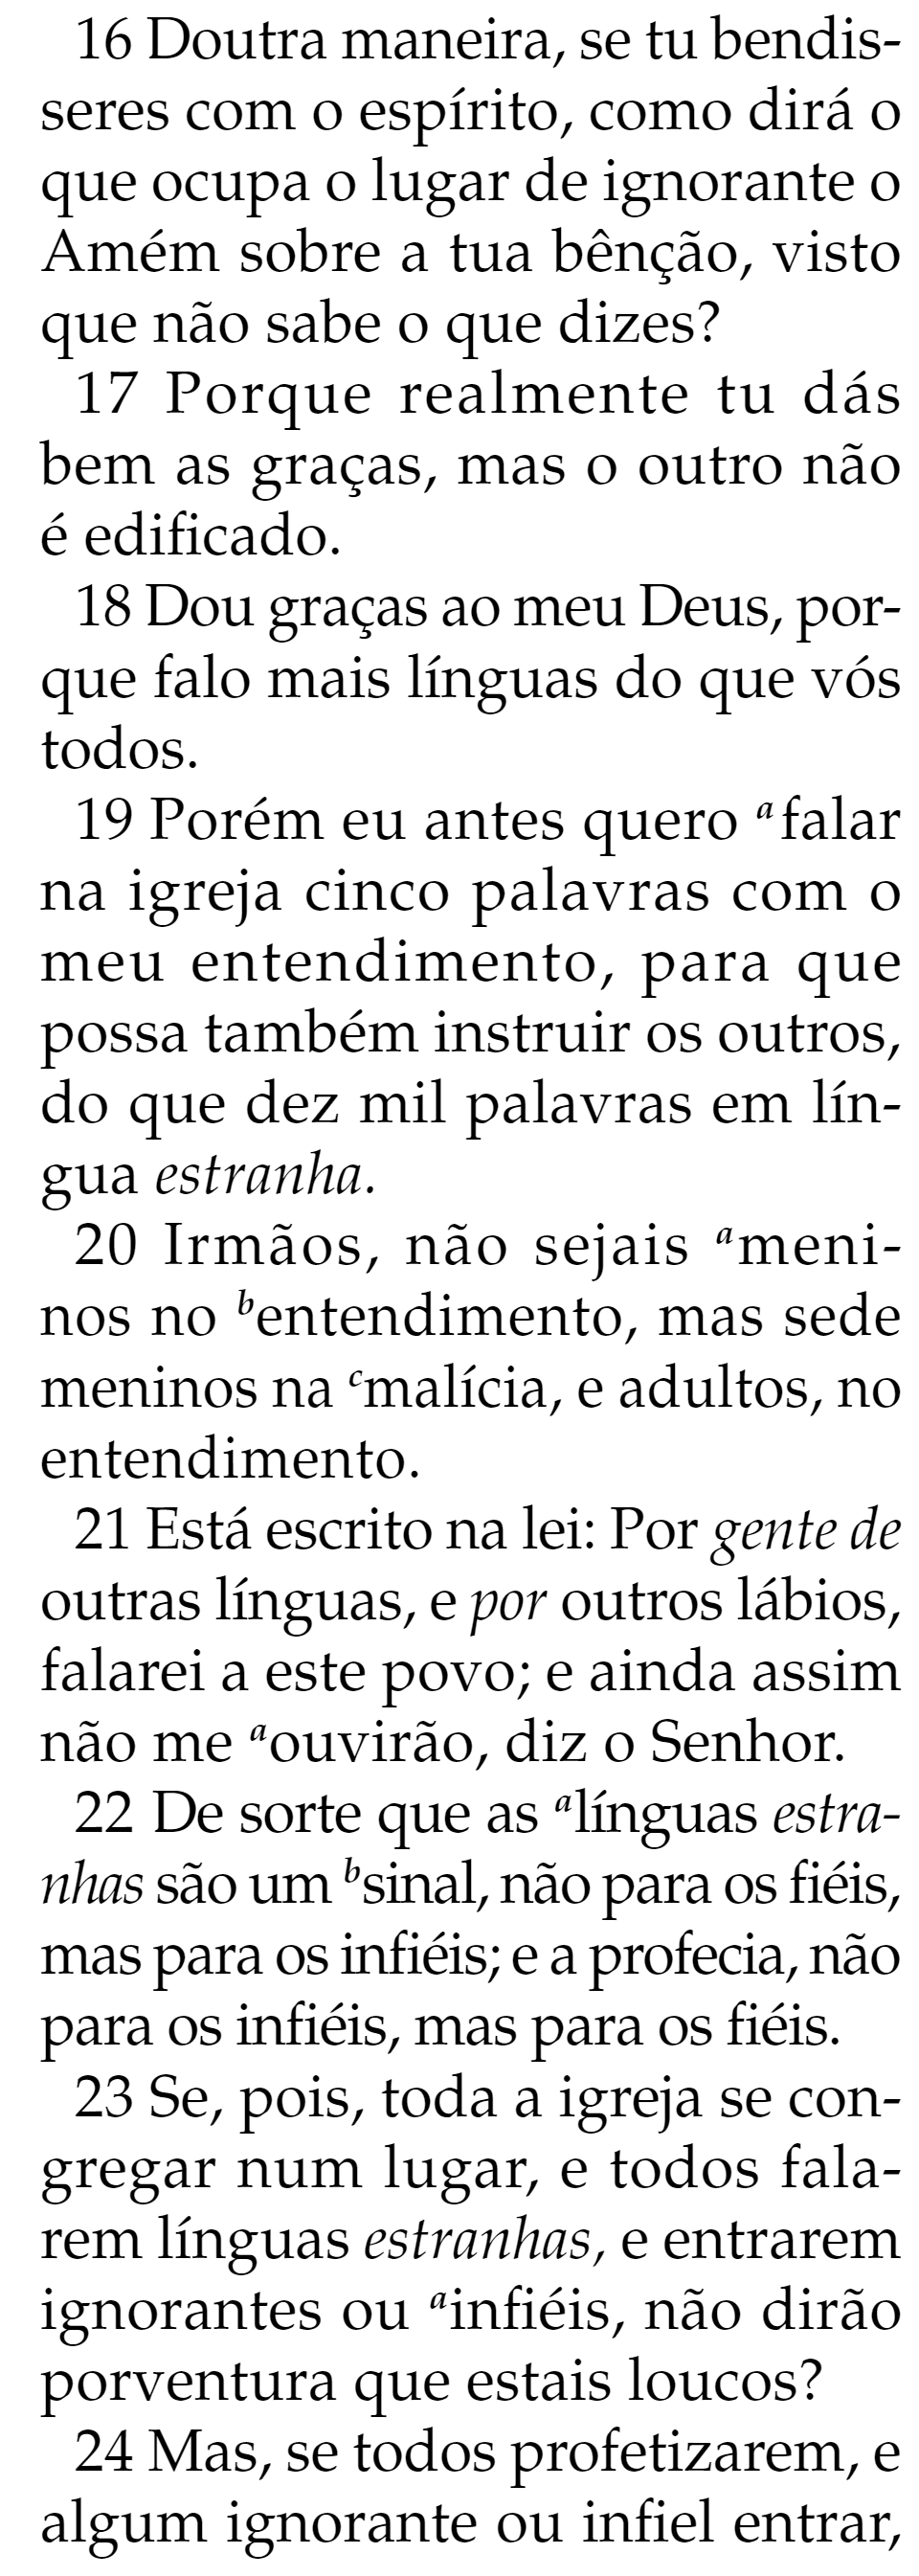 16 Doutra maneira, se tu bendis-
seres com o espírito, como dirá o
que ocupa o lugar de ignorante o
Amém sobre a tua bênção, visto
que não sabe o que dizes?
17 Porque realmente tu dás
bem as graças, mas o outro não
é edificado.
18 Dou graças ao meu Deus, por-
que falo mais línguas do que vós
todos.
19 Porém eu antes quero a falar
na igreja cinco palavras com o
meu entendimento, para que
possa também instruir os outros,
do que dez mil palavras em lín-
gua estranha.
20 Irmãos, não sejais a meni-
nos no b entendimento, mas sede
meninos na c malícia, e adultos, no
entendimento.
21 Está escrito na lei: Por gente de
outras línguas, e por outros lábios,
falarei a este povo; e ainda assim
não me a ouvirão, diz o Senhor.
22 De sorte que as a línguas estra-
nhas são um b sinal, não para os fiéis,
mas para os infiéis; e a profecia, não
para os infiéis, mas para os fiéis.
23 Se, pois, toda a igreja se con-
gregar num lugar, e todos fala-
rem línguas estranhas, e entrarem
ignorantes ou a infiéis, não dirão
porventura que estais loucos?
24 Mas, se todos profetizarem, e
algum ignorante ou infiel entrar,